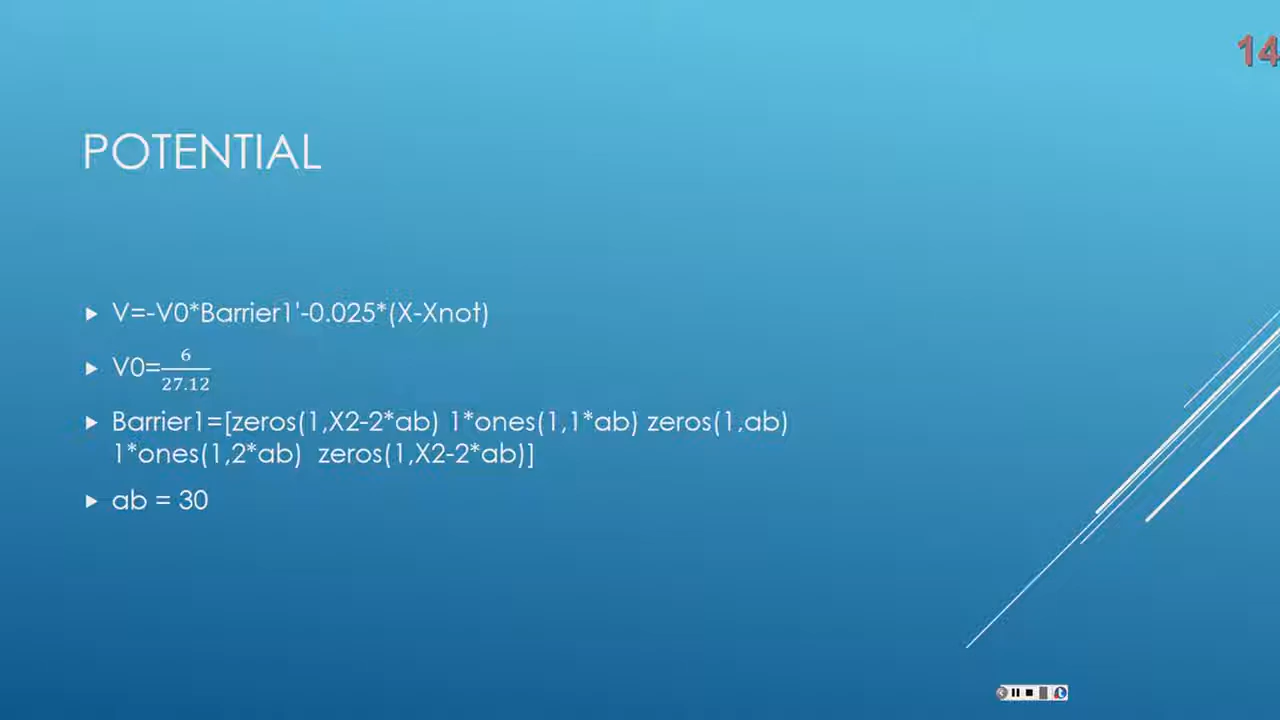 14
POTENTIAL
V=-V0*Barrier1'-0.025*(X-Xnot)
V0=6/27.12
Barrier1=[zeros(1,X2-2*ab) 1*ones(1,1*ab) zeros(1,ab)
1*ones(1,2*ab) zeros(1,X2-2*ab)]
ab = 30